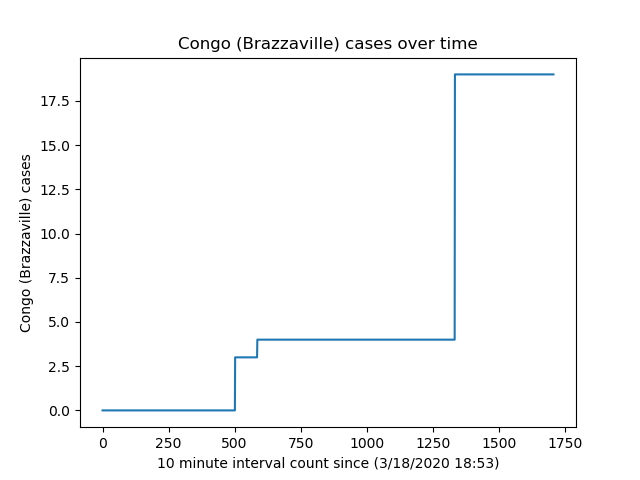 Congo (Brazzaville) cases over time
Congo (Brazzaville) cases
17.5
15.0
12.5
10.0
7.5
5.0
2.5
0.0
0 250 500 750 1000 1250 1500 1750
10 minute interval count since (3/18/2020 18:53)